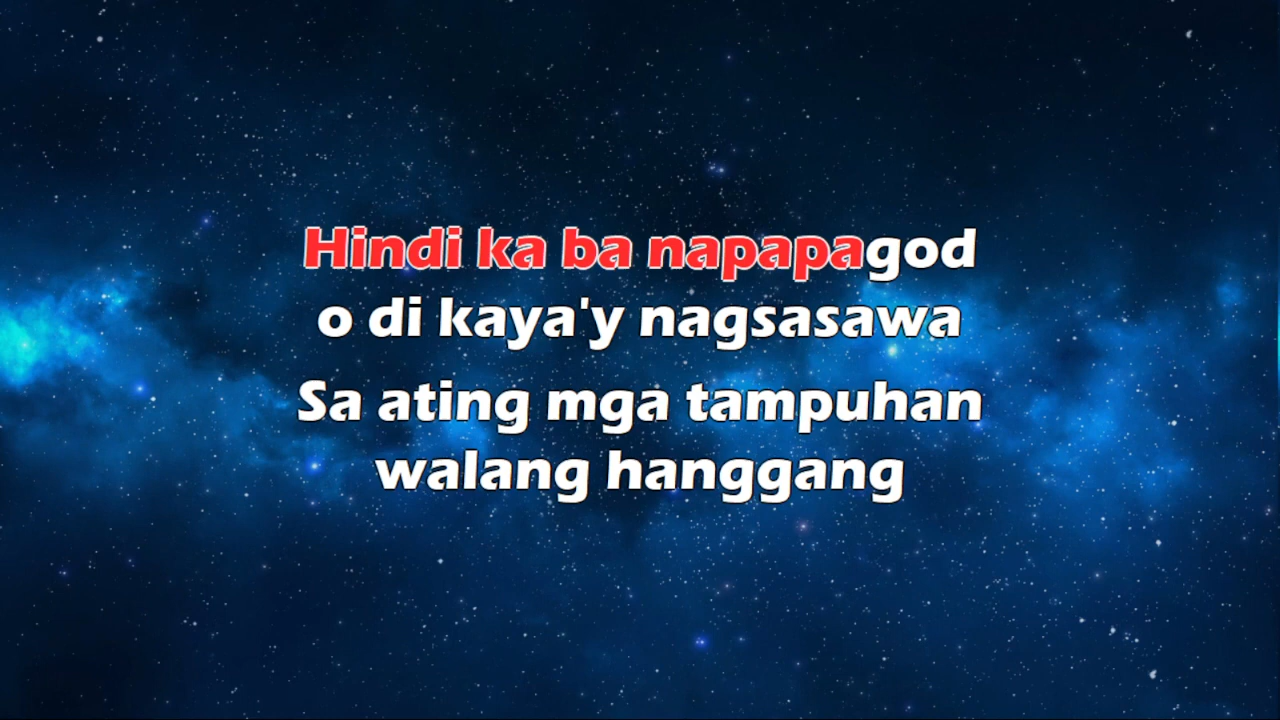 Hindi ka ba napapagod
o di kaya'y nagsasawa
Sa ating mga tampuhan
walang hanggang